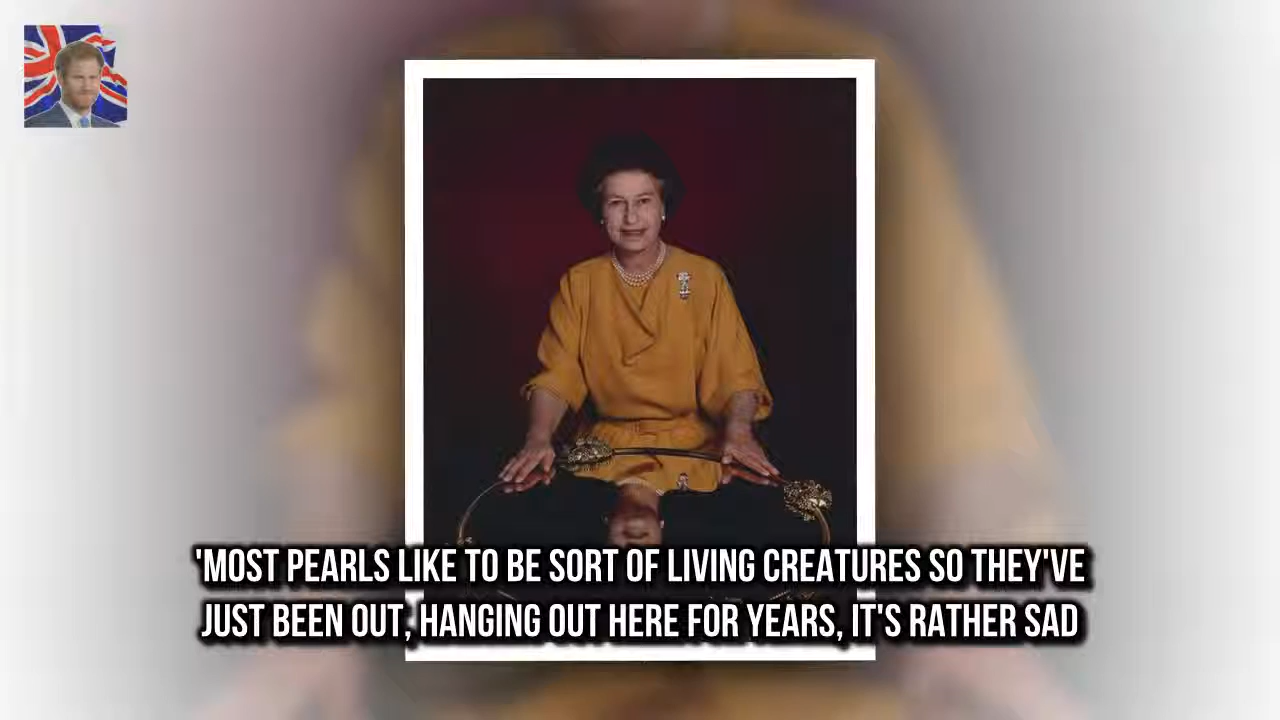 'MOST PEARLS LIKE TO BE SORT OF LIVING CREATURES SO THEY'VE
JUST BEEN OUT, HANGING OUT HERE FOR YEARS, IT'S RATHER SAD